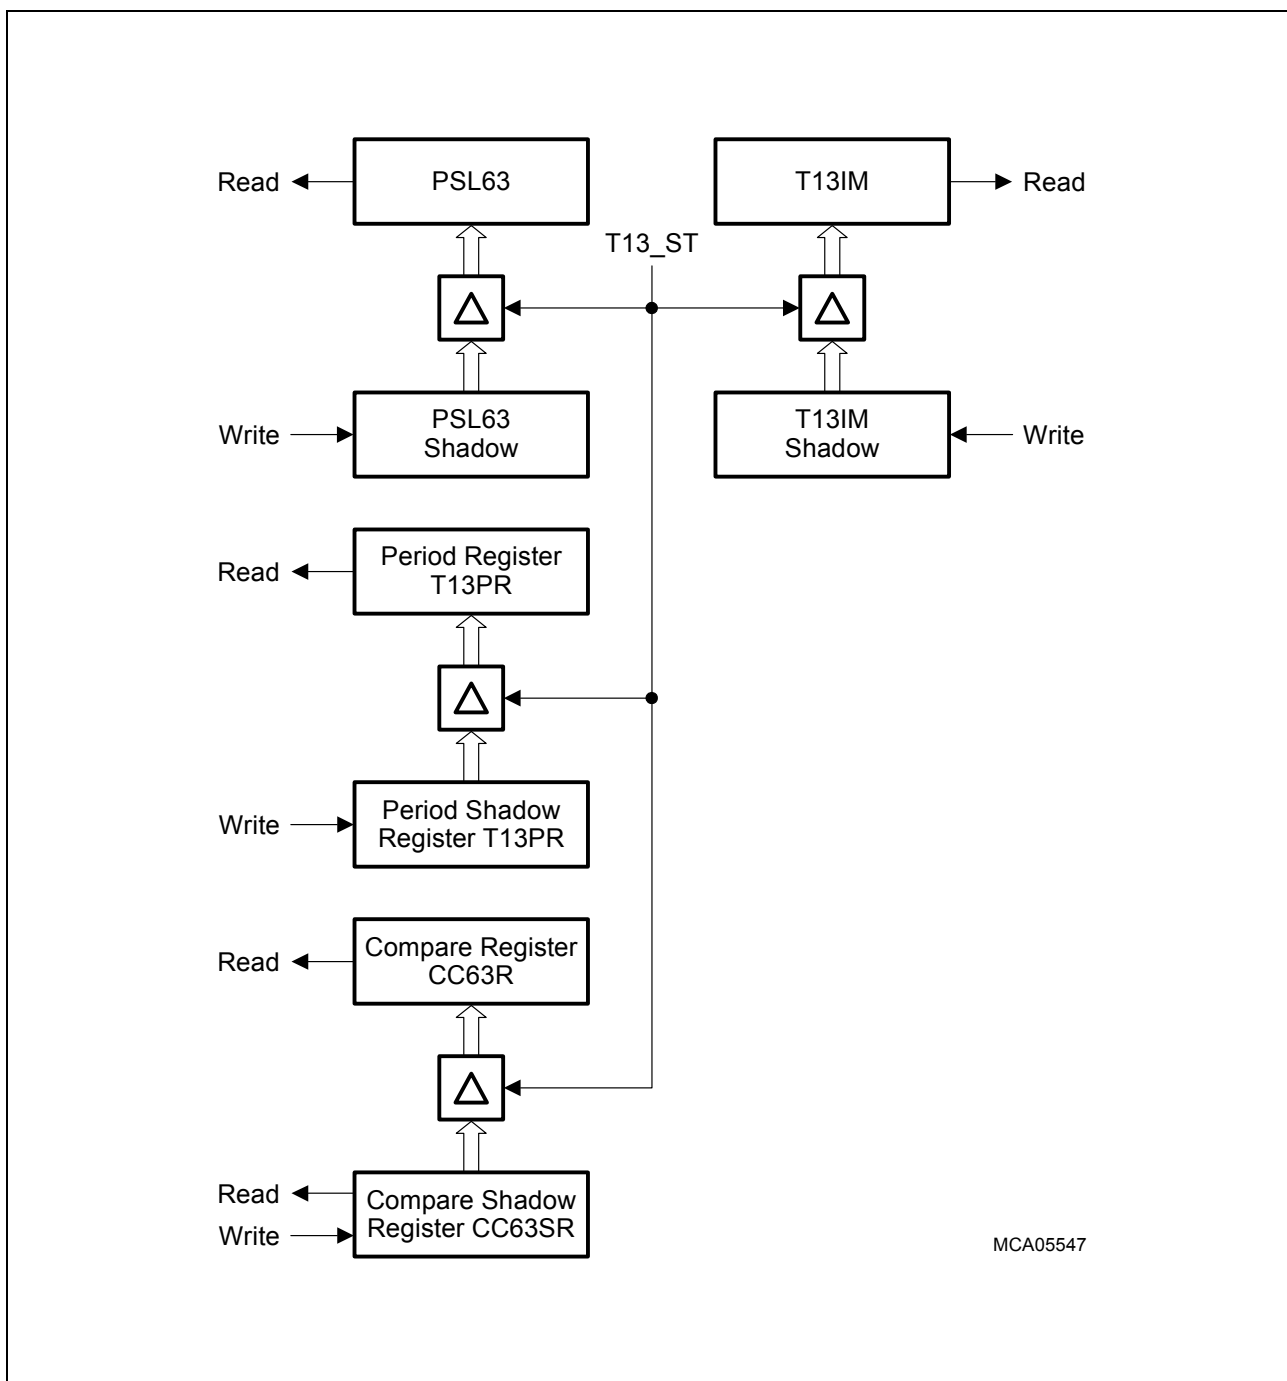 Read
PSL63
T13IM
Read
T13_ST
Write
PSL63
Shadow
T13IM
Shadow
Write
Read
Period Register
T13PR
Write
Period Shadow
Register T13PR
Read
Compare Register
CC63R
Read
Write
Compare Shadow
Register CC63SR
MCA05547